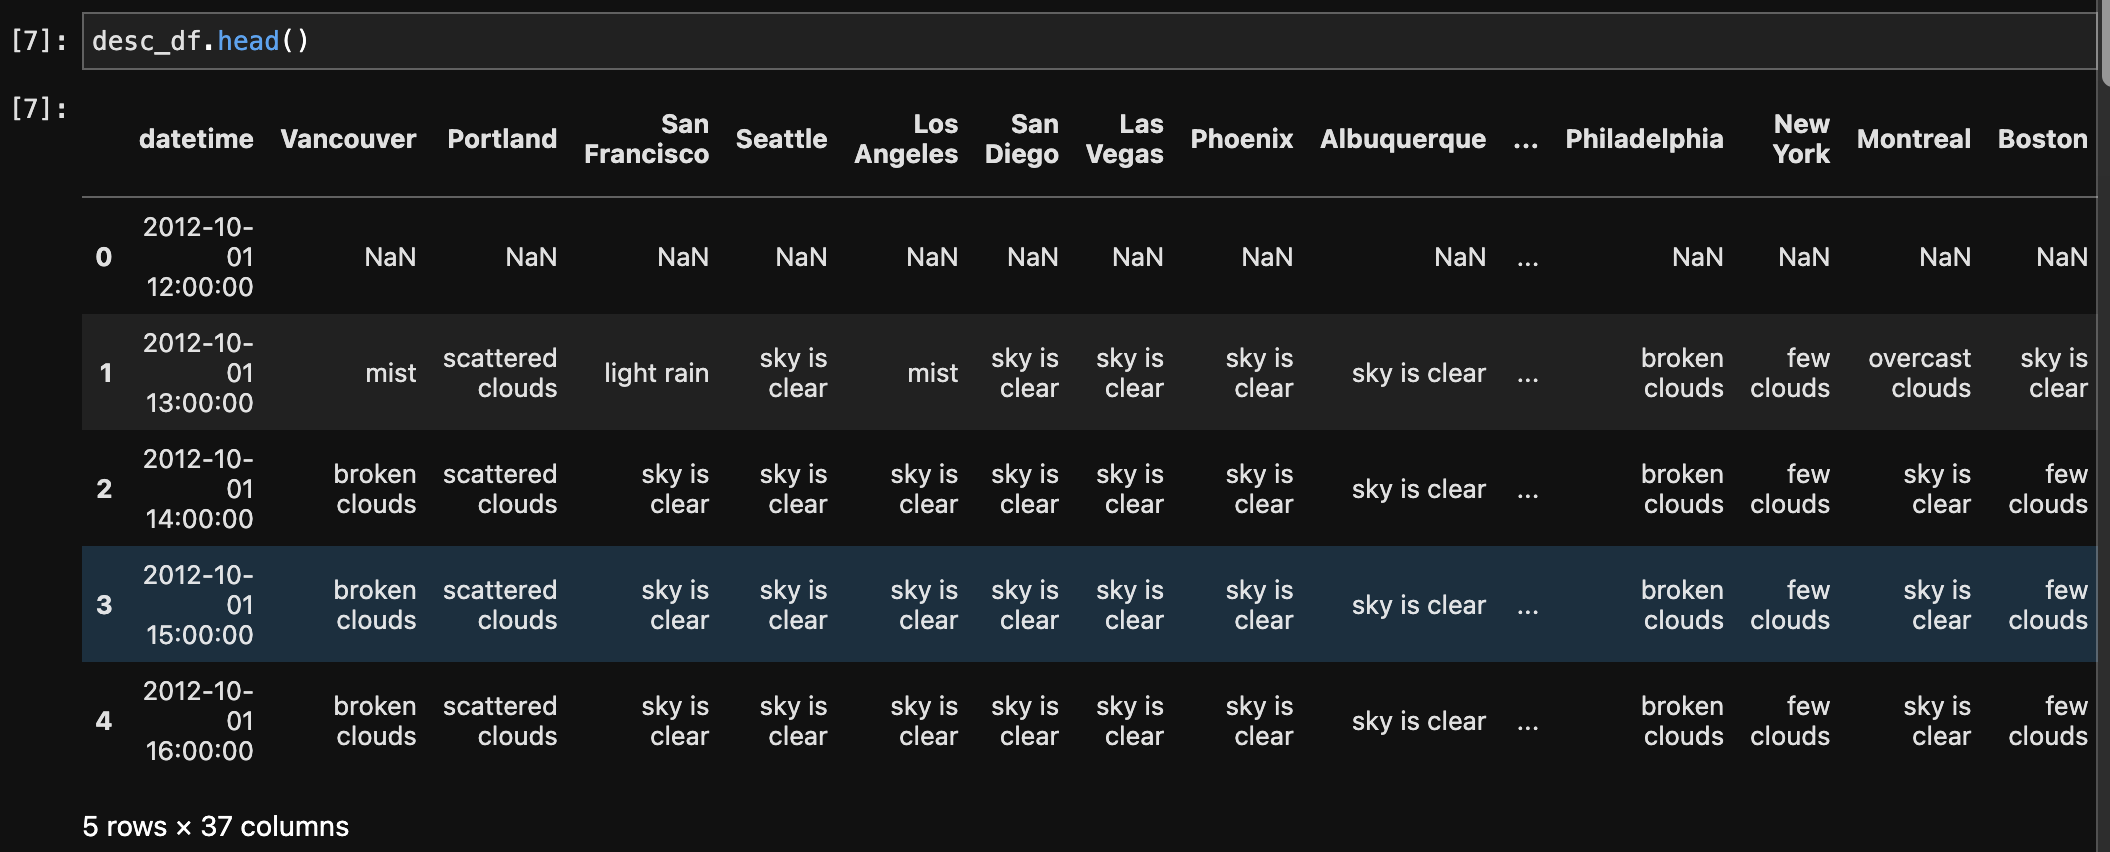 [7]: desc_df.head()
[7]:
datetime Vancouver Portland San Francisco Seattle Los Angeles San Diego Las Vegas Phoenix Albuquerque ... Philadelphia New York Montreal Boston
0 2012-10-01 12:00:00 NaN NaN NaN NaN NaN NaN NaN NaN NaN ... NaN NaN NaN NaN
1 2012-10-01 13:00:00 mist scattered clouds light rain sky is clear mist sky is clear sky is clear sky is clear sky is clear ... broken clouds few clouds overcast clouds sky is clear
2 2012-10-01 14:00:00 broken clouds scattered clouds sky is clear sky is clear sky is clear sky is clear sky is clear sky is clear sky is clear ... broken clouds few clouds sky is clear few clouds
3 2012-10-01 15:00:00 broken clouds scattered clouds sky is clear sky is clear sky is clear sky is clear sky is clear sky is clear sky is clear ... broken clouds few clouds sky is clear few clouds
4 2012-10-01 16:00:00 broken clouds scattered clouds sky is clear sky is clear sky is clear sky is clear sky is clear sky is clear sky is clear ... broken clouds few clouds sky is clear few clouds
5 rows × 37 columns